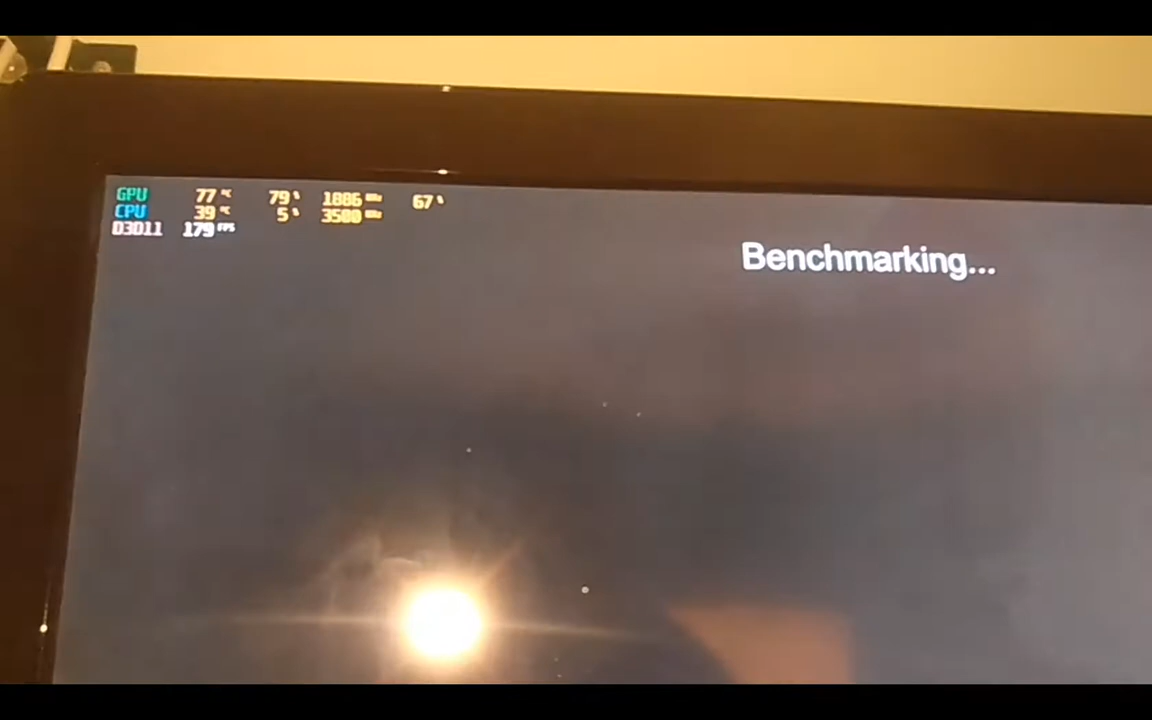 GPU 77 °C 79 % 1886 MHz 67 %
CPU 39 °C 5 % 3500 MHz
D3D11 179 FPS
Benchmarking...